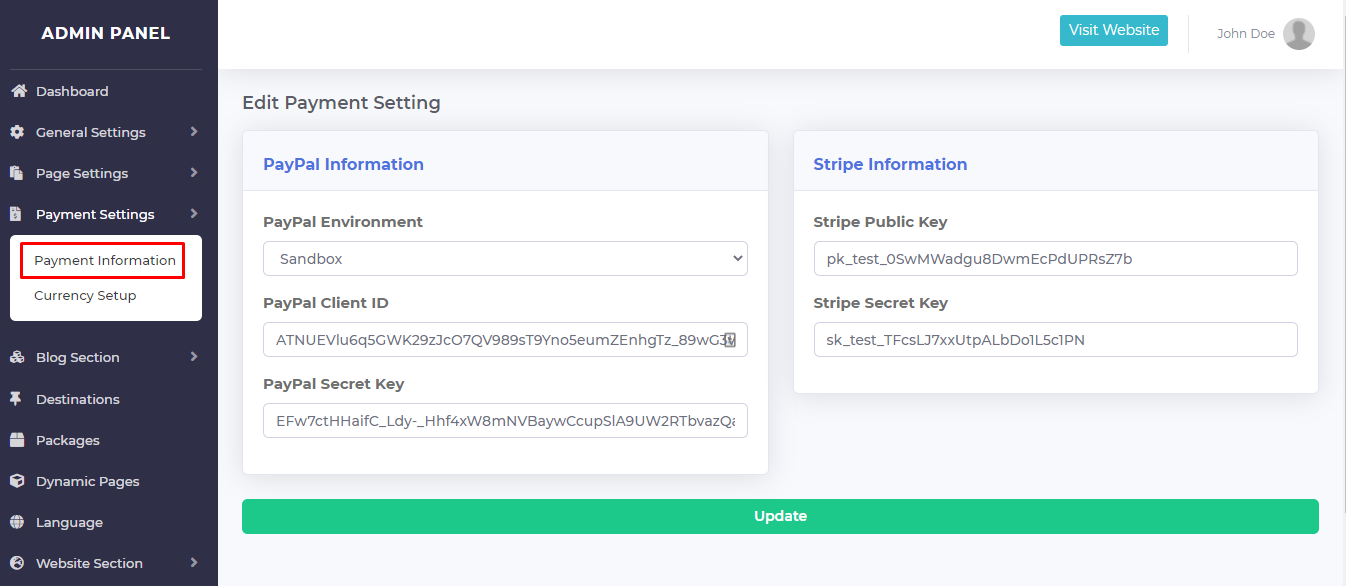 ADMIN PANEL
Visit Website
John Doe
Dashboard
General Settings
Page Settings
Payment Settings
Payment Information
Currency Setup
Blog Section
Destinations
Packages
Dynamic Pages
Language
Website Section
Edit Payment Setting
PayPal Information
PayPal Environment
Sandbox
PayPal Client ID
ATNUEVlu6q5GWK29zJcO7QV989sT9Yno5eumZEnhgTz_89wG3
PayPal Secret Key
EFw7ctHHaifC_Ldy-_Hhf4xW8mNVBaywCcupSlA9UW2RTbvazQa
Stripe Information
Stripe Public Key
pk_test_0SwMWadgu8DwmEcPdUPRsZ7b
Stripe Secret Key
sk_test_TFcsLJ7xxUtpALbDo1L5c1PN
Update